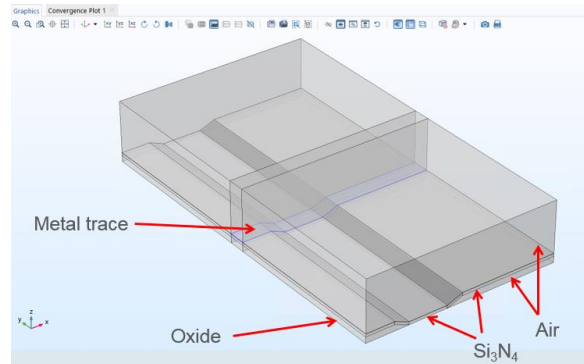 Graphics Convergence Plot 1
Metal trace
Oxide
Air
Si₃N₄
z
y
x